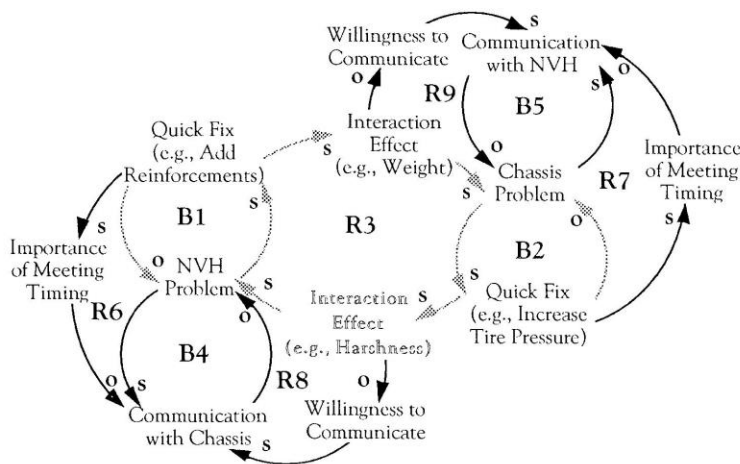 Willingness to
Communicate
s
Communication
with NVH
o
o
R9
s
B5
Quick Fix
(e.g., Add
Reinforcements)
s
Interaction
Effect
(e.g., Weight)
o
Chassis
Problem
R7
Importance
of Meeting
Timing
s
B1
s
s
R3
o
B2
s
Importance
of Meeting
Timing
o
NVH
Problem
s
Interaction
Effect
(e.g., Harshness)
s
s
Quick Fix
(e.g., Increase
Tire Pressure)
R6
o
B4
R8
o
s
o
Willingness to
Communicate
Communication
with Chassis
s